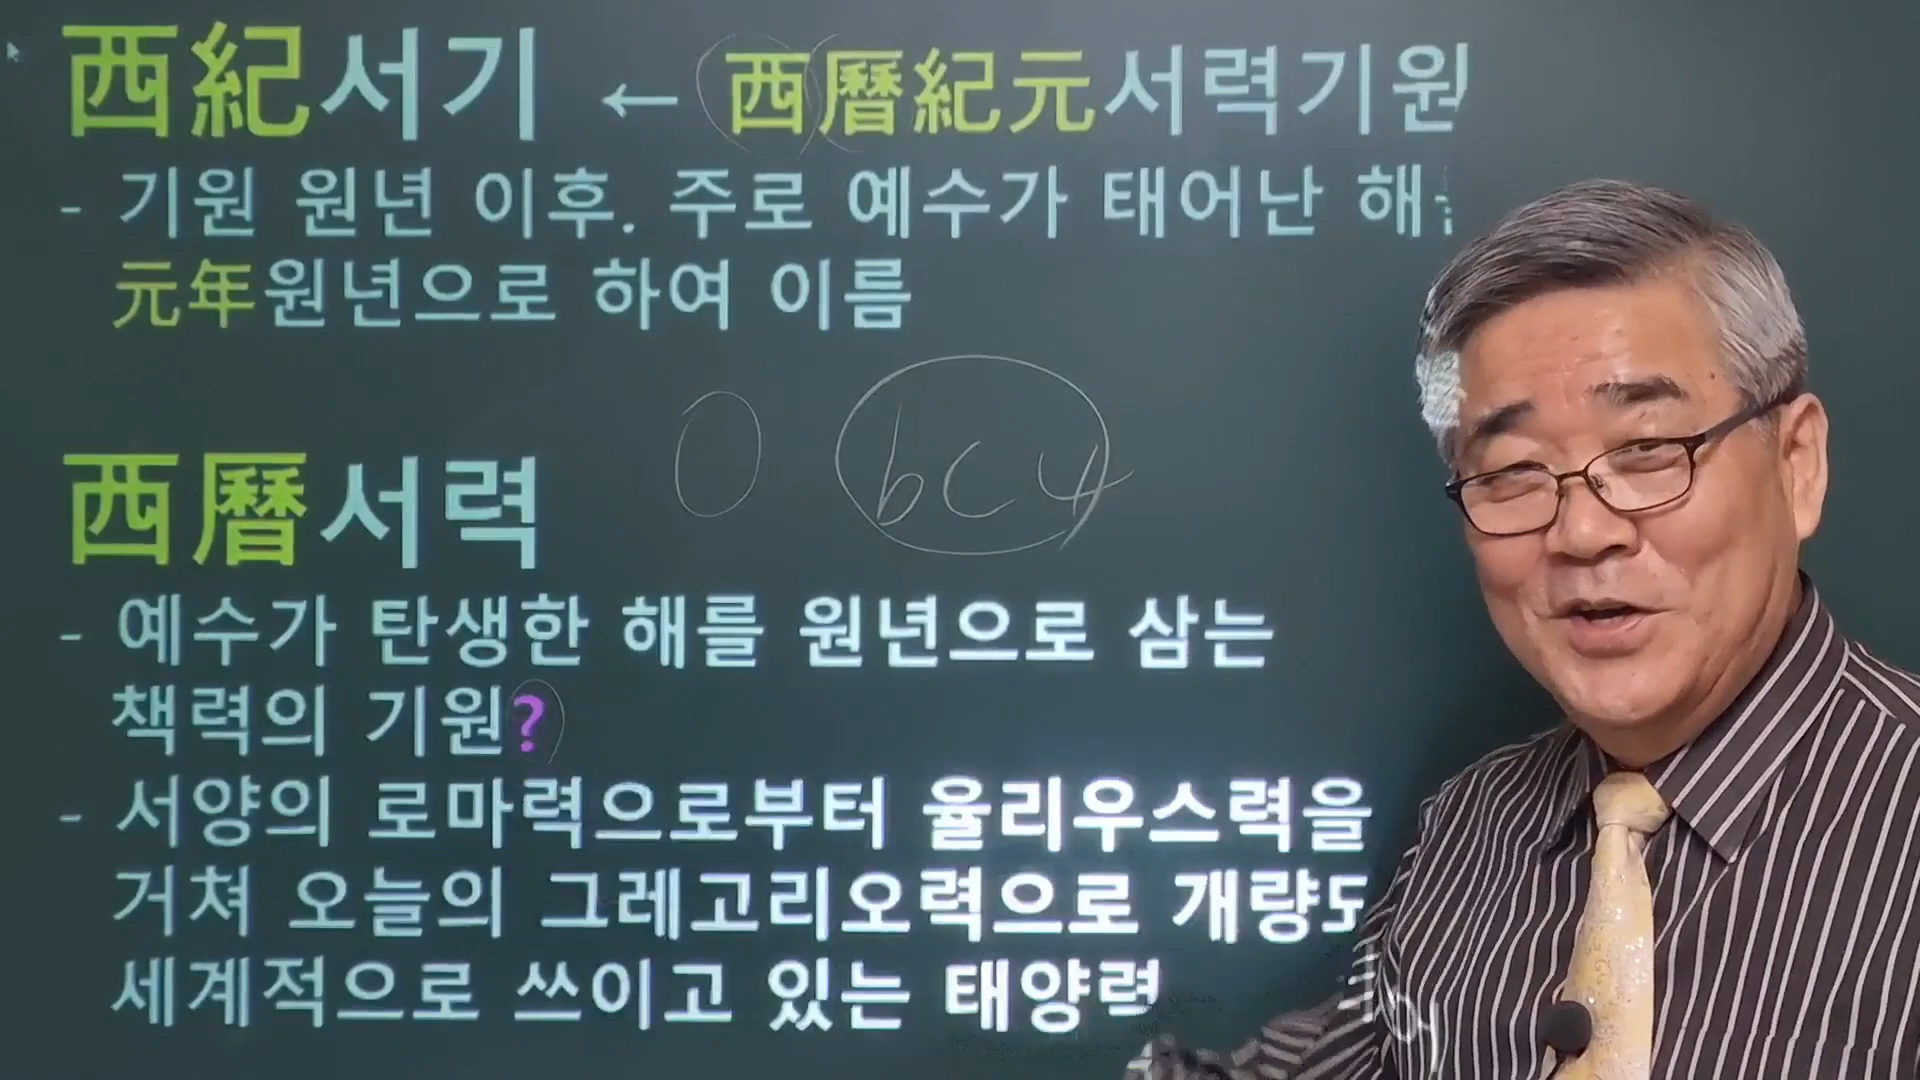 西紀서기 ← 西曆紀元서력기원
- 기원 원년 이후. 주로 예수가 태어난 해
元年원년으로 하여 이름
0 bc 4
西曆서력
- 예수가 탄생한 해를 원년으로 삼는
책력의 기원?
- 서양의 로마력으로부터 율리우스력을
거쳐 오늘의 그레고리오력으로 개량
세계적으로 쓰이고 있는 태양력